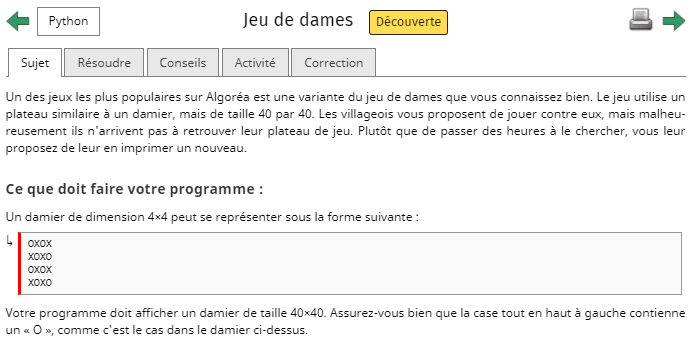 Python
Jeu de dames
Découverte
Sujet
Résoudre
Conseils
Activité
Correction
Un des jeux les plus populaires sur Algoréa est une variante du jeu de dames que vous connaissez bien. Le jeu utilise un
plateau similaire à un damier, mais de taille 40 par 40. Les villageois vous proposent de jouer contre eux, mais malheu-
reusement ils n'arrivent pas à retrouver leur plateau de jeu. Plutôt que de passer des heures à le chercher, vous leur
proposez de leur en imprimer un nouveau.
Ce que doit faire votre programme :
Un damier de dimension 4×4 peut se représenter sous la forme suivante :
OXOX
XOXO
OXOX
XOXO
Votre programme doit afficher un damier de taille 40×40. Assurez-vous bien que la case tout en haut à gauche contienne
un « O », comme c'est le cas dans le damier ci-dessus.